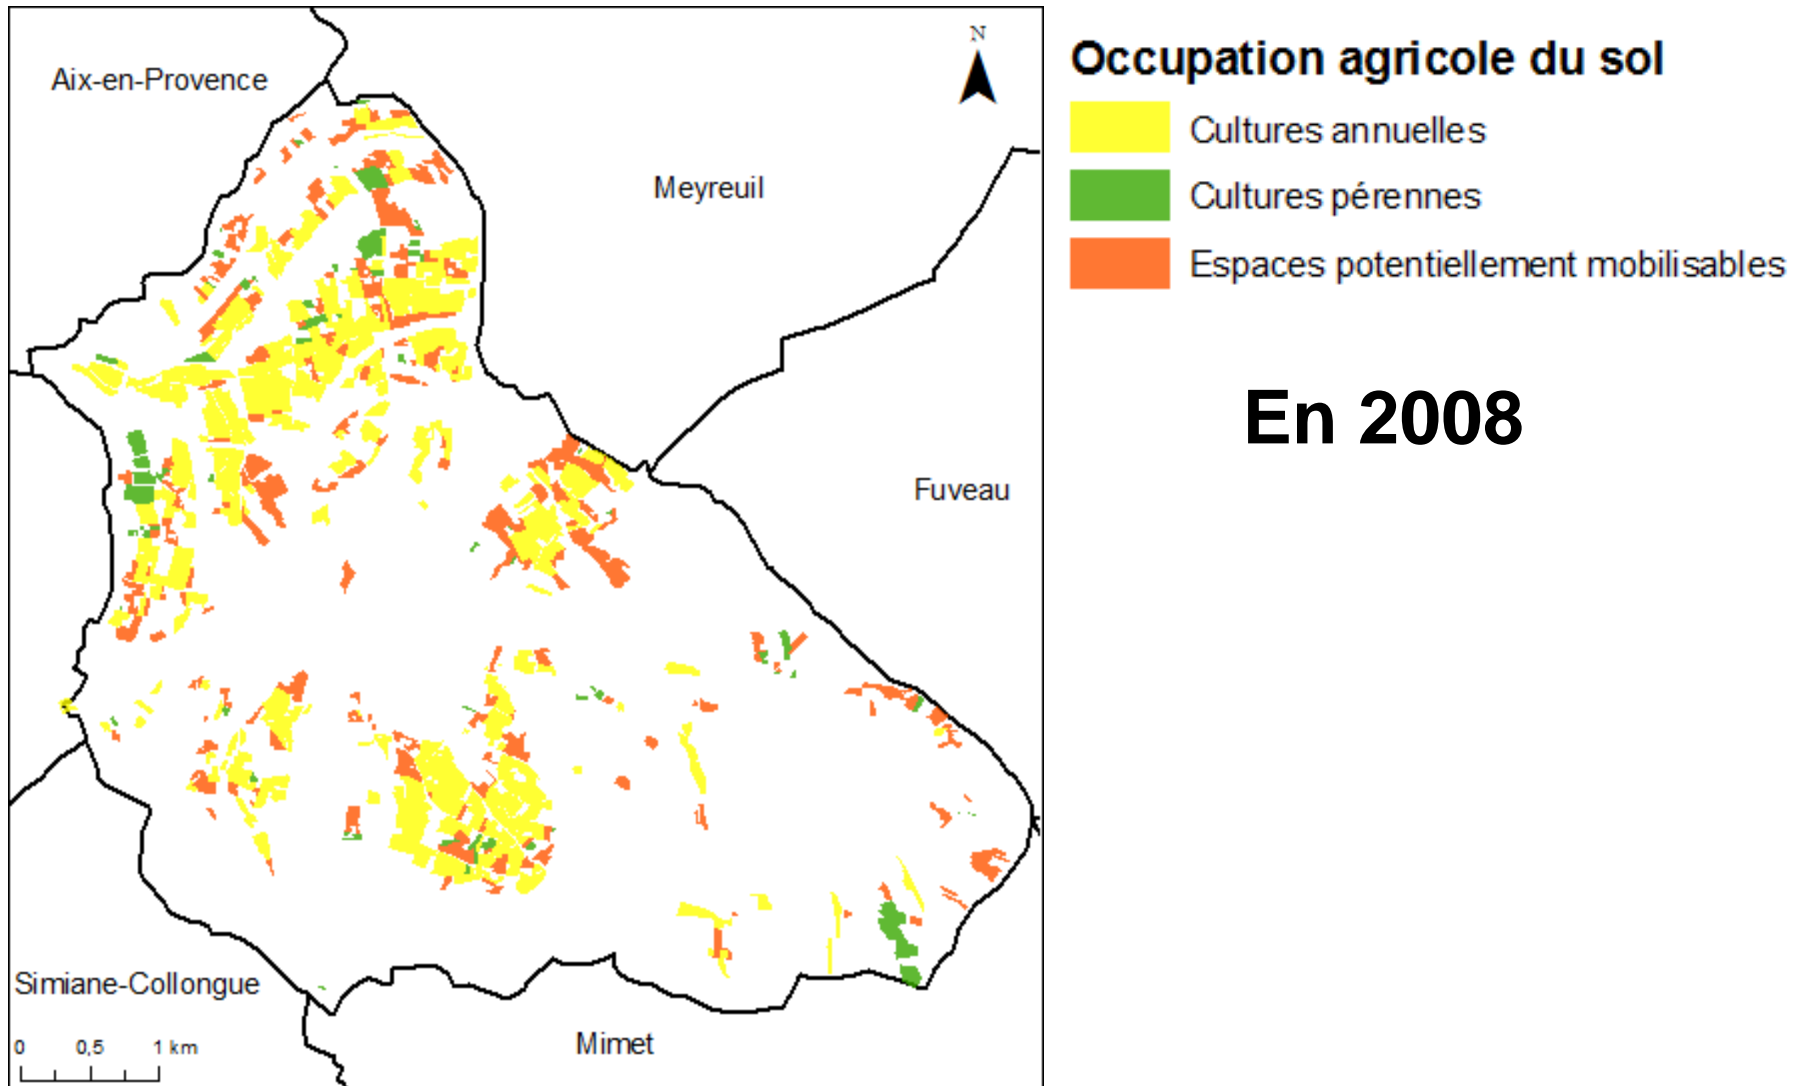 N
Aix-en-Provence
Meyreuil
Fuveau
Simiane-Collongue
Mimet
0 0,5 1 km
Occupation agricole du sol
Cultures annuelles
Cultures pérennes
Espaces potentiellement mobilisables
En 2008